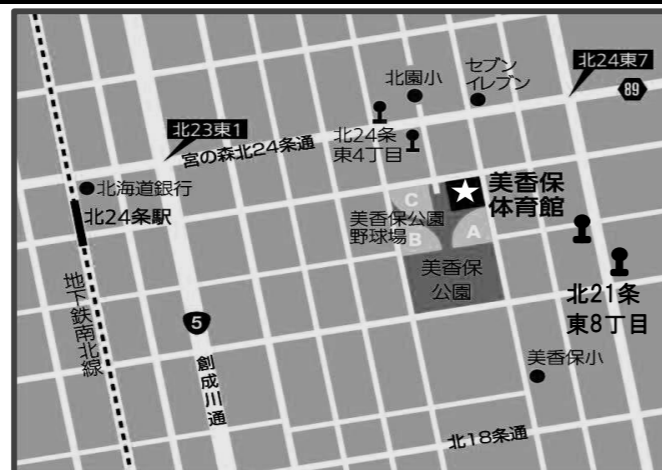 北24東7
89
セブン
イレブン
北園小
北23東1
宮の森北24条通
北24条
東4丁目
北海道銀行
北24条駅
美香保
体育館
C
美香保公園
野球場
B
A
美香保
公園
北21条
東8丁目
地下鉄南北線
5
創成川通
美香保小
北18条通